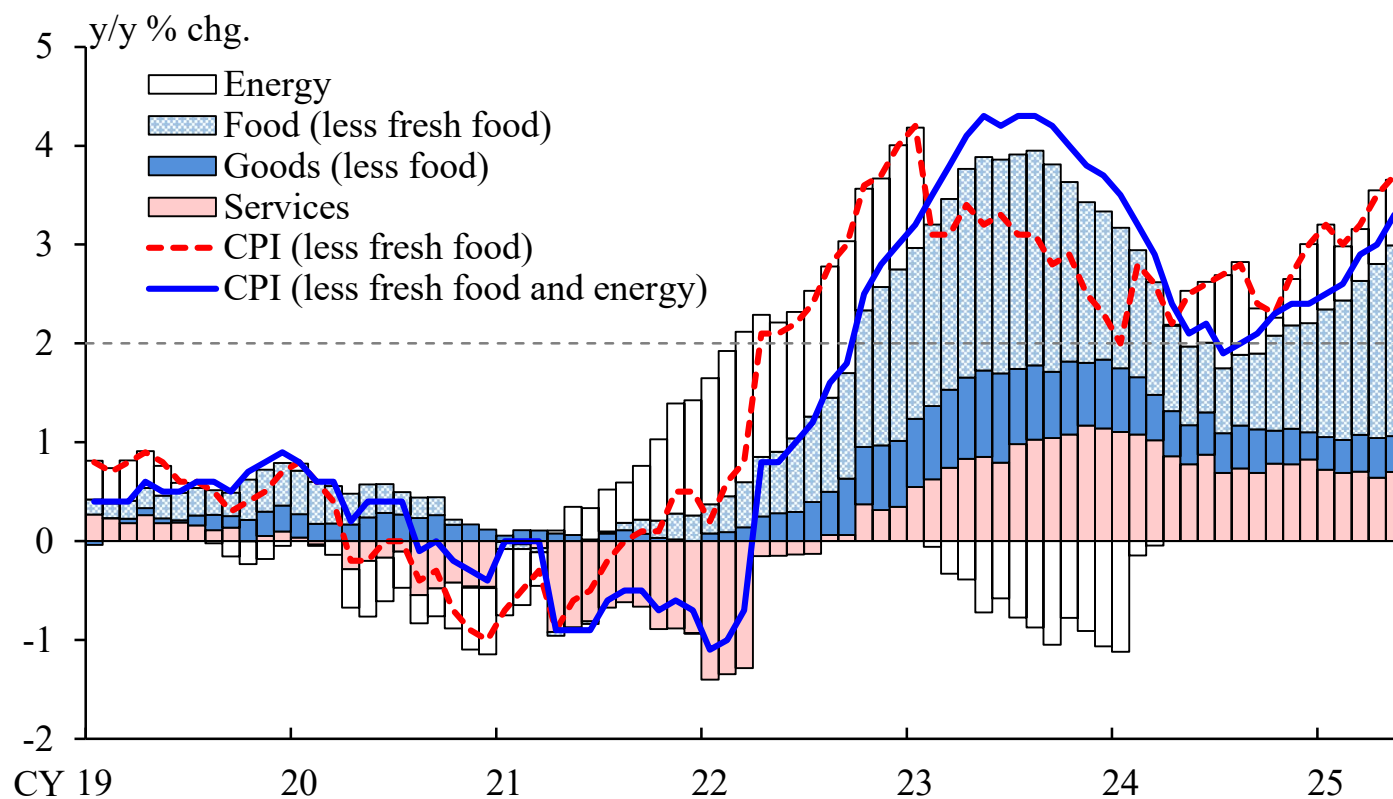 y/y % chg.
5
4
3
2
1
0
-1
-2
Energy
Food (less fresh food)
Goods (less food)
Services
CPI (less fresh food)
CPI (less fresh food and energy)
CY 19 20 21 22 23 24 25